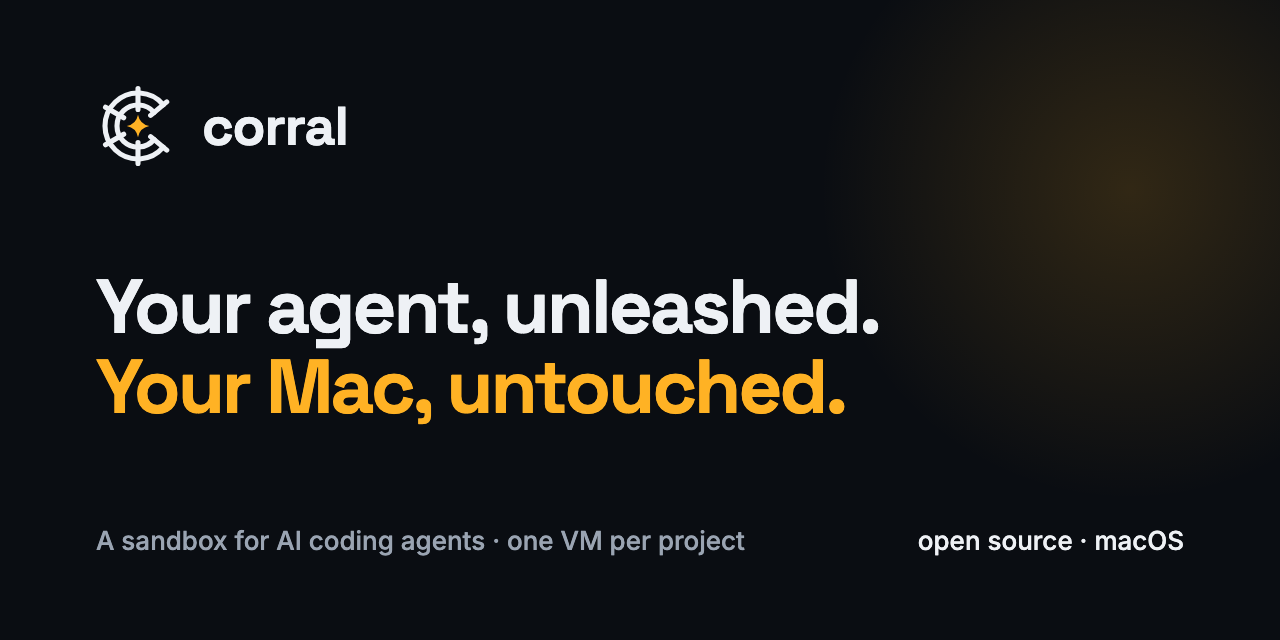 corral
Your agent, unleashed.
Your Mac, untouched.
A sandbox for AI coding agents · one VM per project
open source · macOS